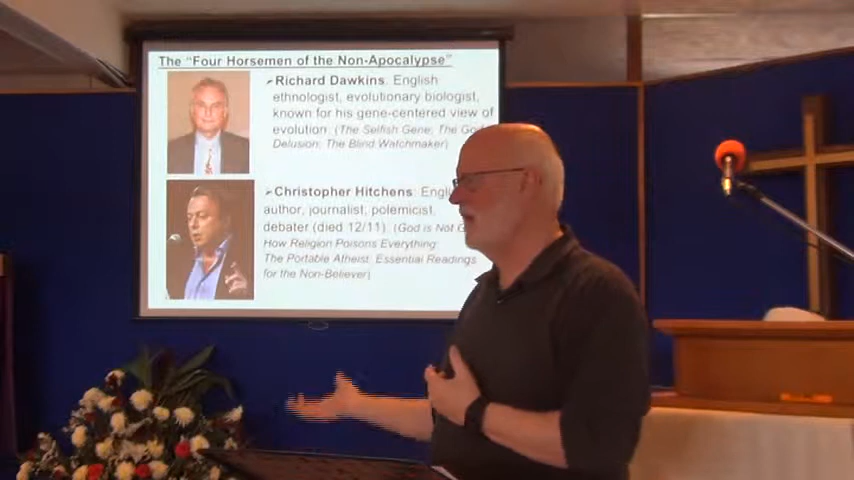 The "Four Horsemen of the Non-Apocalypse"
Richard Dawkins: English
ethnologist, evolutionary biologist,
known for his gene-centered view of
evolution. (The Selfish Gene; The God
Delusion; The Blind Watchmaker)
Christopher Hitchens:
author, journalist, polemicist,
debater (died 12/11). (God is Not
How Religion Poisons Everything
The Portable Atheist: Essential Readings
for the Non-Believer)